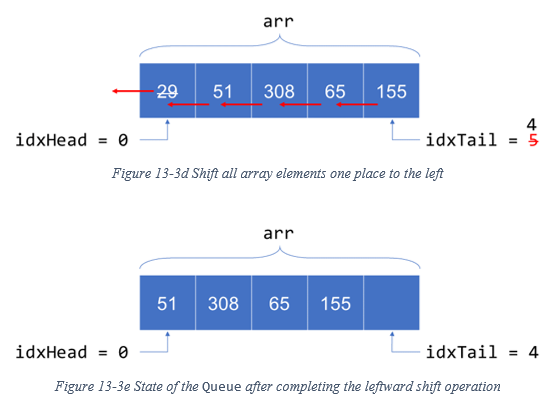 arr
29 51 308 65 155
4
idxHead = 0 idxTail = 5
Figure 13-3d Shift all array elements one place to the left
arr
51 308 65 155
idxHead = 0 idxTail = 4
Figure 13-3e State of the Queue after completing the leftward shift operation